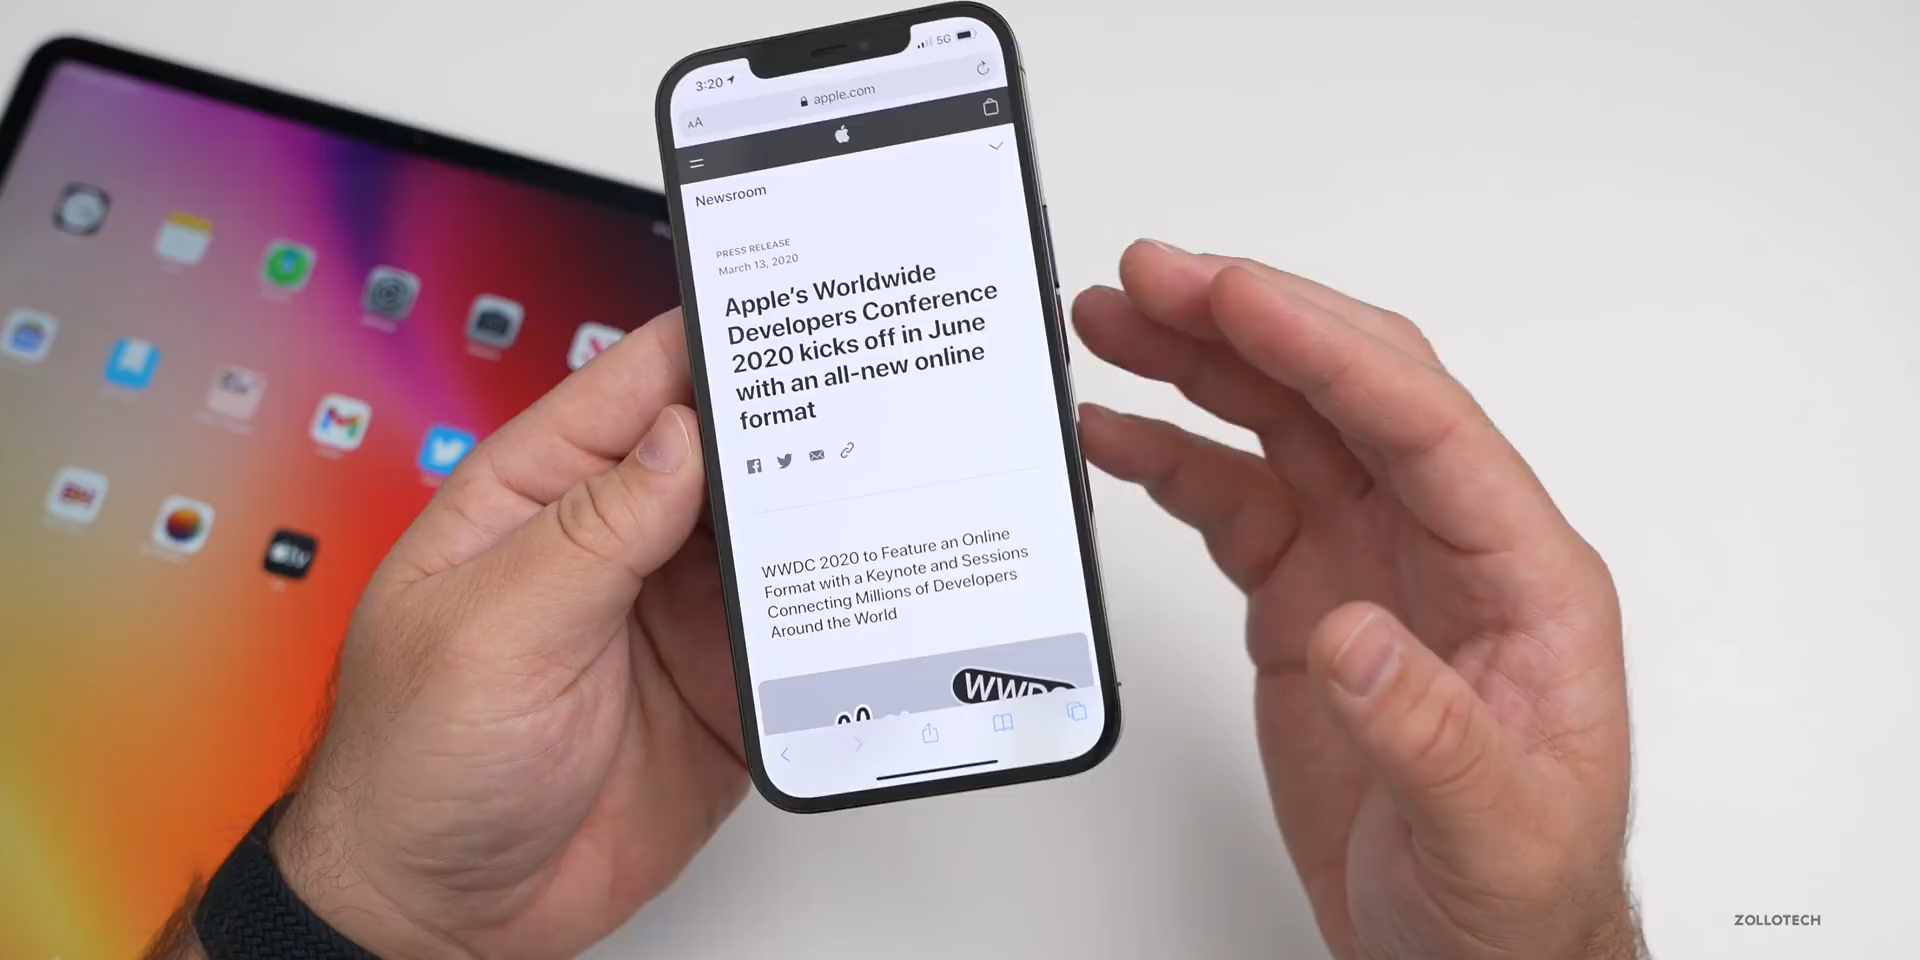 3:20
5G
AA
apple.com
Newsroom
PRESS RELEASE
March 13, 2020
Apple's Worldwide
Developers Conference
2020 kicks off in June
with an all-new online
format
WWDC 2020 to Feature an Online
Format with a Keynote and Sessions
Connecting Millions of Developers
Around the World
WWDC
tv
ZOLLOTECH